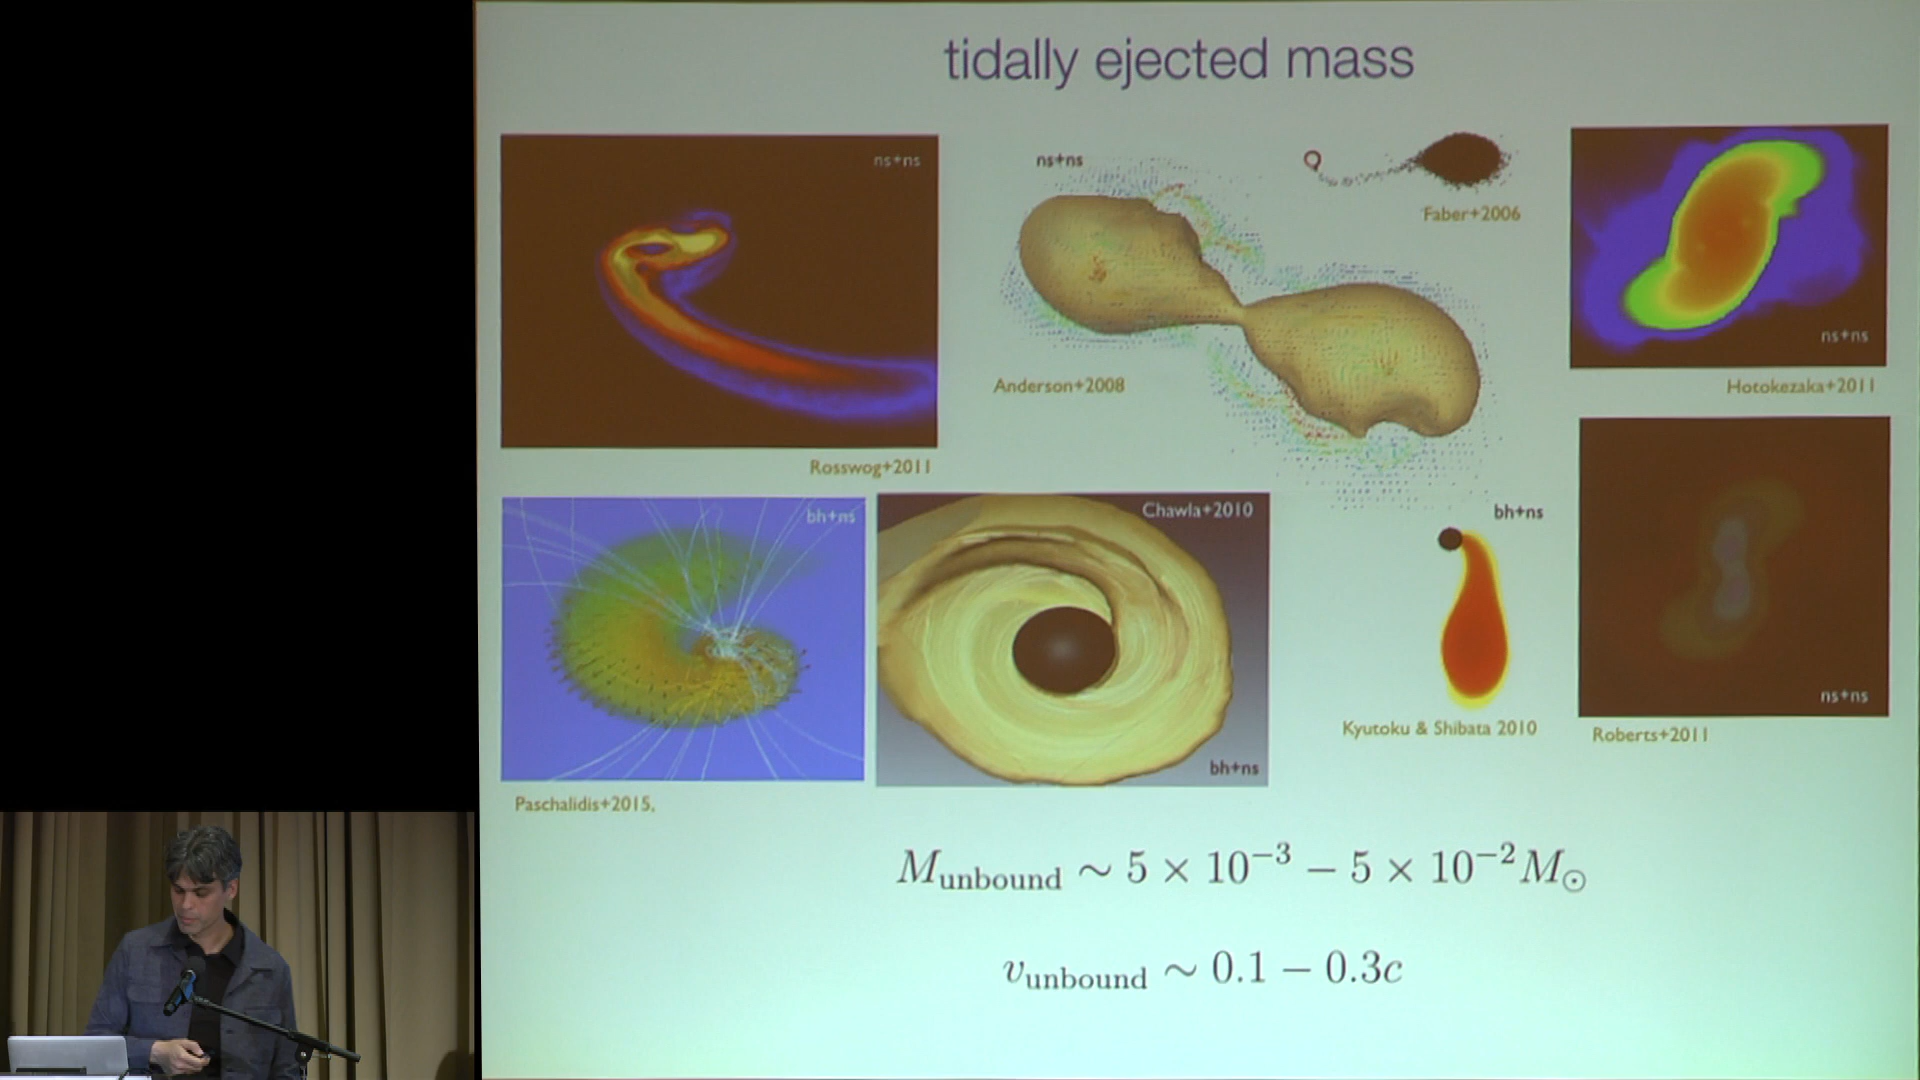 tidally ejected mass
ns+ns
Rosswog+2011
ns+ns
Anderson+2008
Faber+2006
ns+ns
Hotokezaka+2011
bh+ns
Paschalidis+2015,
Chawla+2010
bh+ns
bh+ns
Kyutoku & Shibata 2010
ns+ns
Roberts+2011
M_unbound ∼ 5 × 10⁻³ − 5 × 10⁻² M_⊙
v_unbound ∼ 0.1 − 0.3c